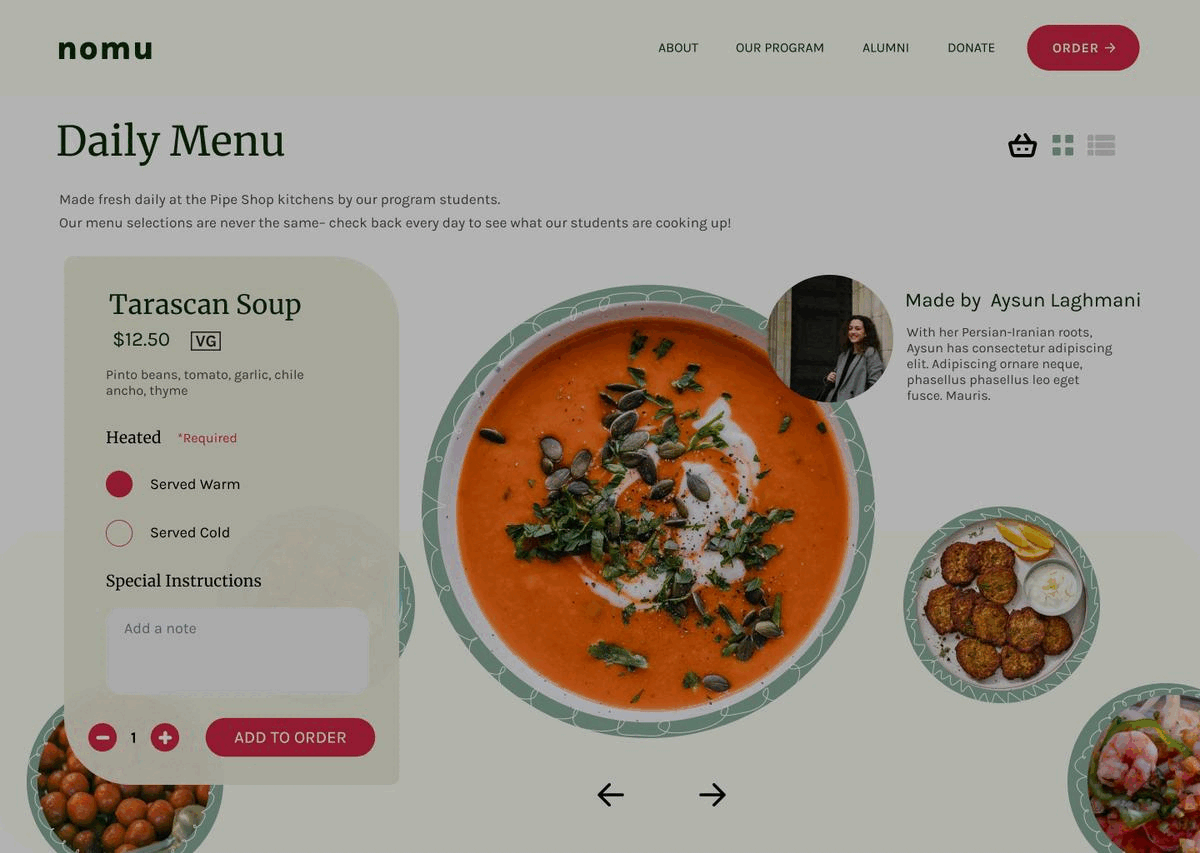 nomu
ABOUT
OUR PROGRAM
ALUMNI
DONATE
ORDER →
Daily Menu
Made fresh daily at the Pipe Shop kitchens by our program students.
Our menu selections are never the same– check back every day to see what our students are cooking up!
Tarascan Soup
$12.50
VG
Pinto beans, tomato, garlic, chile
ancho, thyme
Heated
*Required
Served Warm
Served Cold
Special Instructions
Add a note
1
ADD TO ORDER
Made by Aysun Laghmani
With her Persian-Iranian roots,
Aysun has consectetur adipiscing
elit. Adipiscing ornare neque,
phasellus phasellus leo eget
fusce. Mauris.